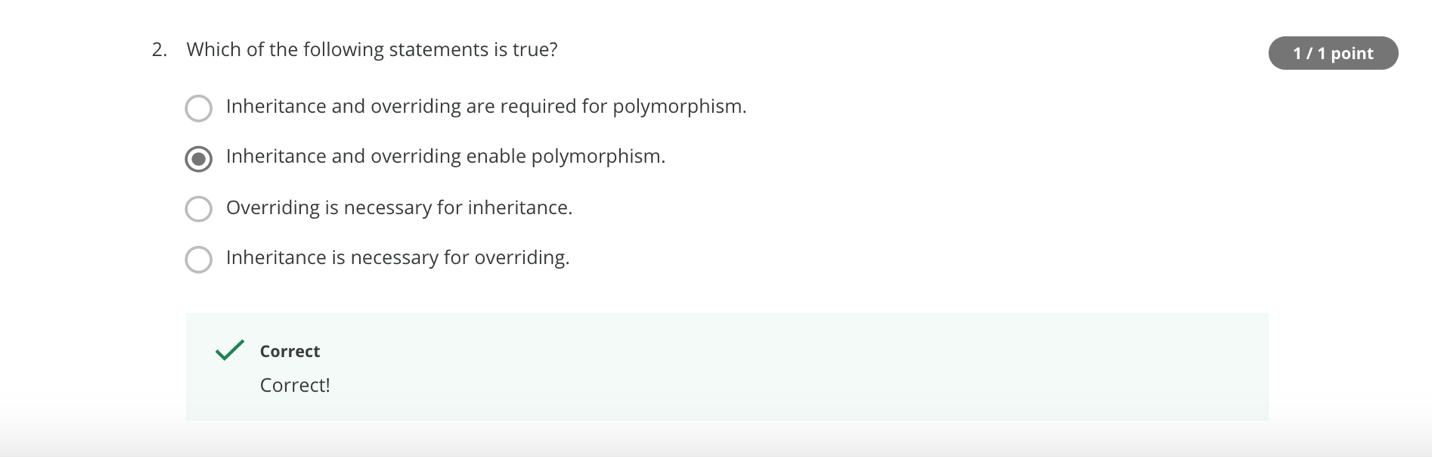 2. Which of the following statements is true?
1 / 1 point
Inheritance and overriding are required for polymorphism.
Inheritance and overriding enable polymorphism.
Overriding is necessary for inheritance.
Inheritance is necessary for overriding.
Correct
Correct!